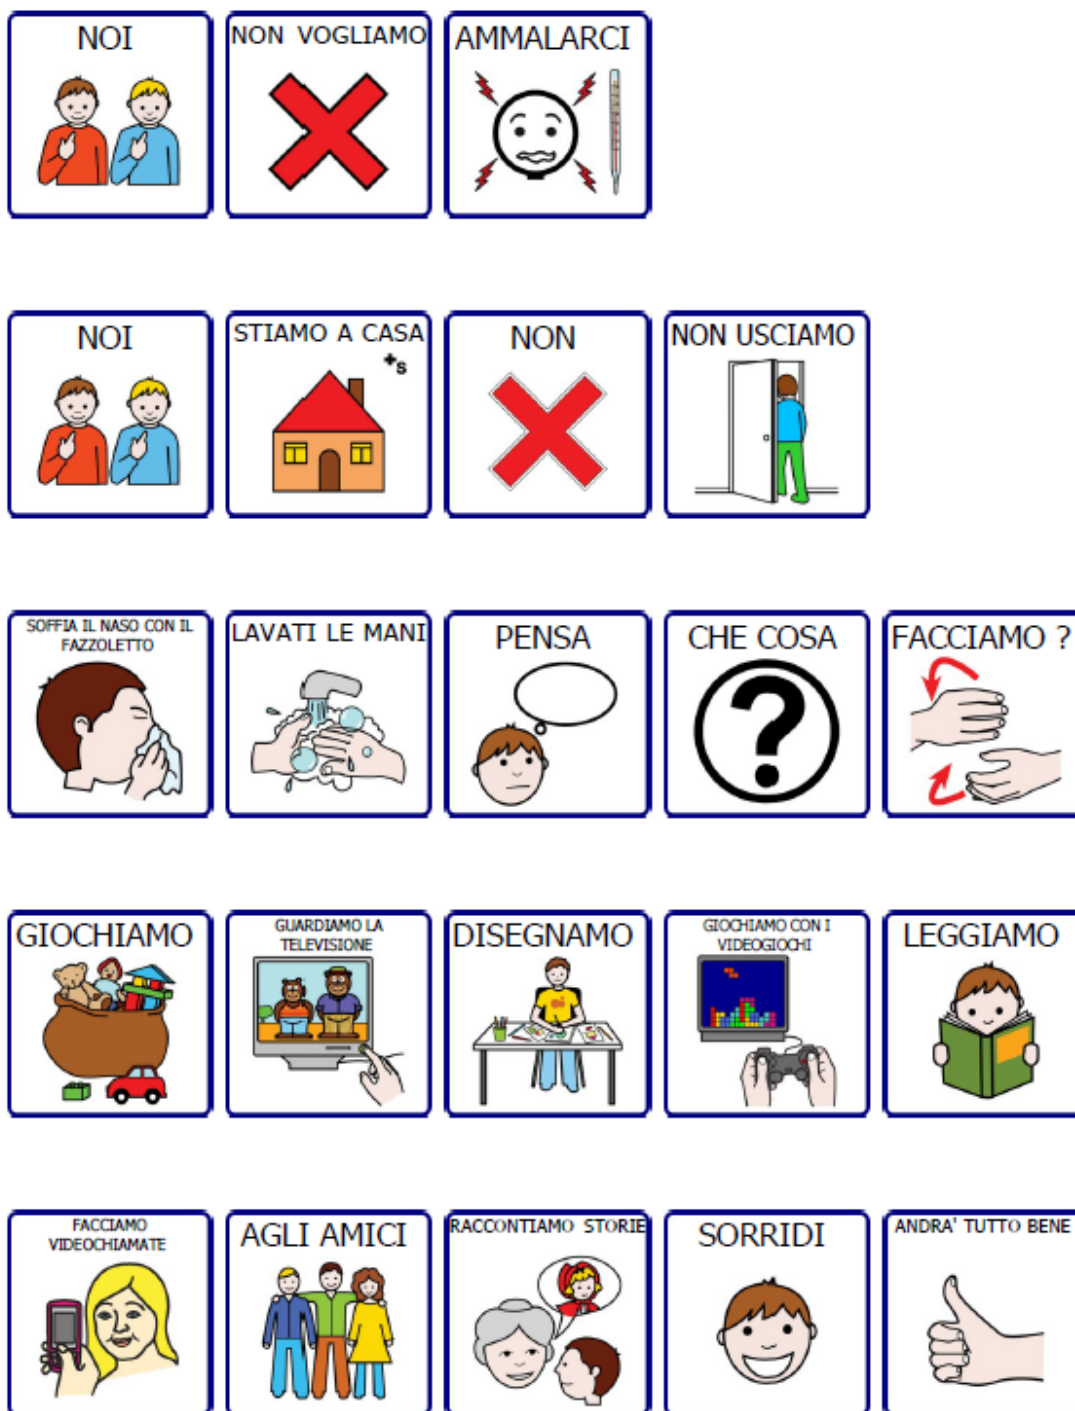 NOI
NON VOGLIAMO
AMMALARCI
NOI
STIAMO A CASA
+s
NON
NON USCIAMO
SOFFIA IL NASO CON IL
FAZZOLETTO
LAVATI LE MANI
PENSA
CHE COSA
?
FACCIAMO ?
GIOCHIAMO
GUARDIAMO LA
TELEVISIONE
DISEGNAMO
GIOCHIAMO CON I
VIDEOGIOCHI
LEGGIAMO
FACCIAMO
VIDEOCHIAMATE
AGLI AMICI
RACCONTIAMO STORIE
SORRIDI
ANDRA' TUTTO BENE